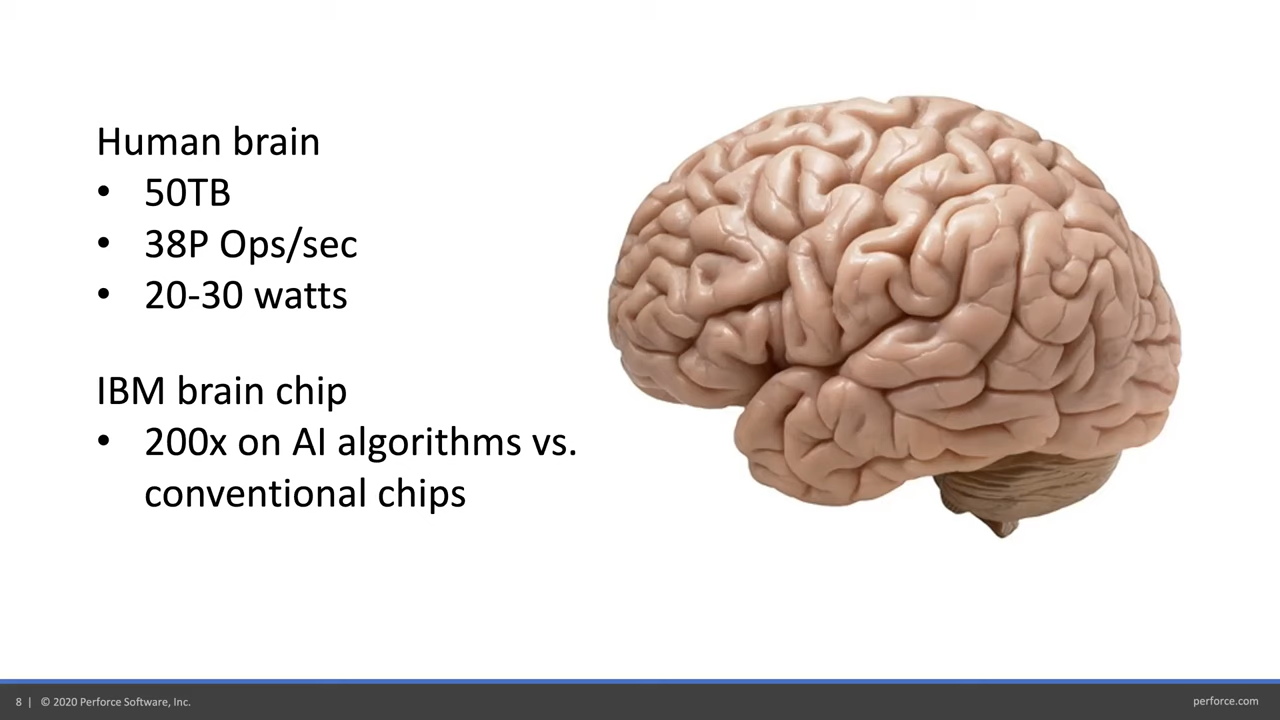 Human brain
• 50TB
• 38P Ops/sec
• 20-30 watts
IBM brain chip
• 200x on AI algorithms vs.
conventional chips
8 | © 2020 Perforce Software, Inc.
perforce.com